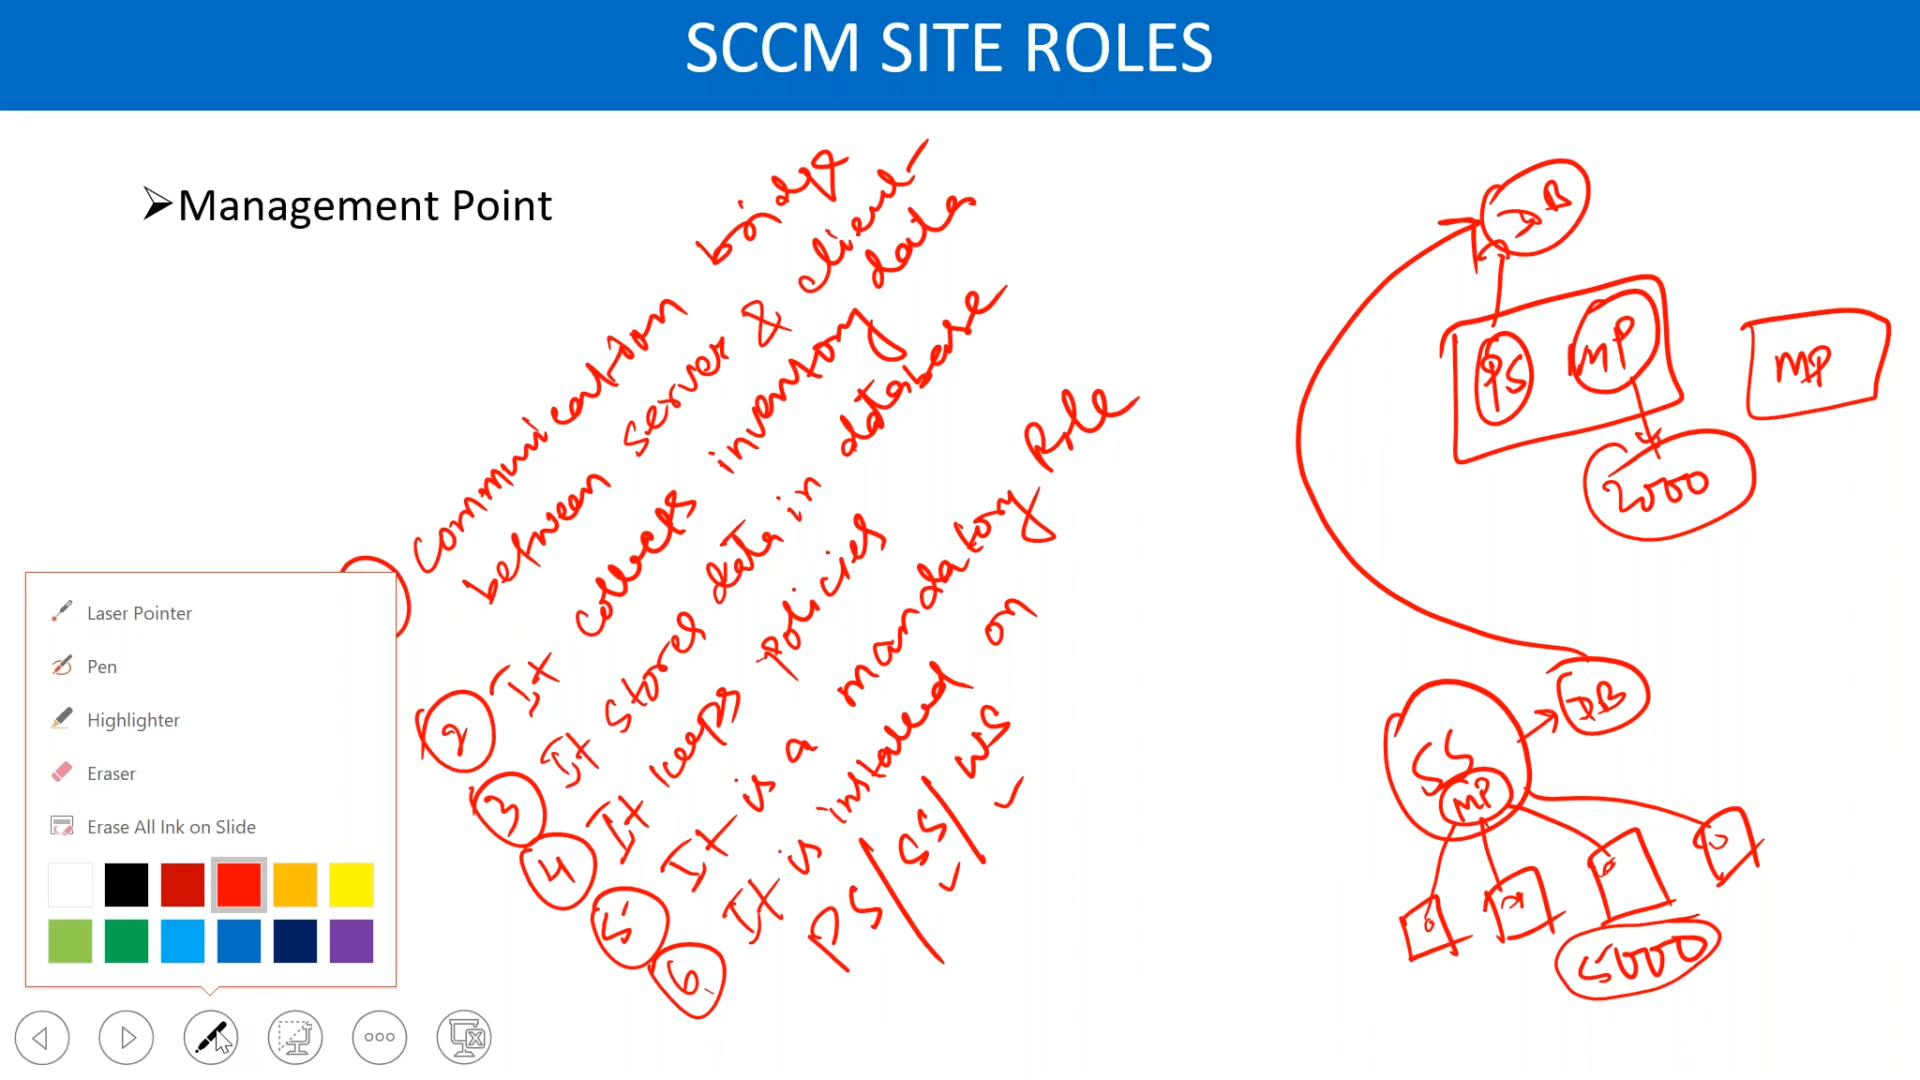 SCCM SITE ROLES
➢Management Point
communication bridge
between server & client
② It collects inventory data
③ It stores data in database
④ It keeps policies
⑤ It is a mandatory Role
⑥ It is installed on
PS/SS/WS
DB
PS
MP
MP
2000
SS
MP
DB
5000
Laser Pointer
Pen
Highlighter
Eraser
Erase All Ink on Slide